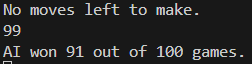 No moves left to make.
99
AI won 91 out of 100 games.